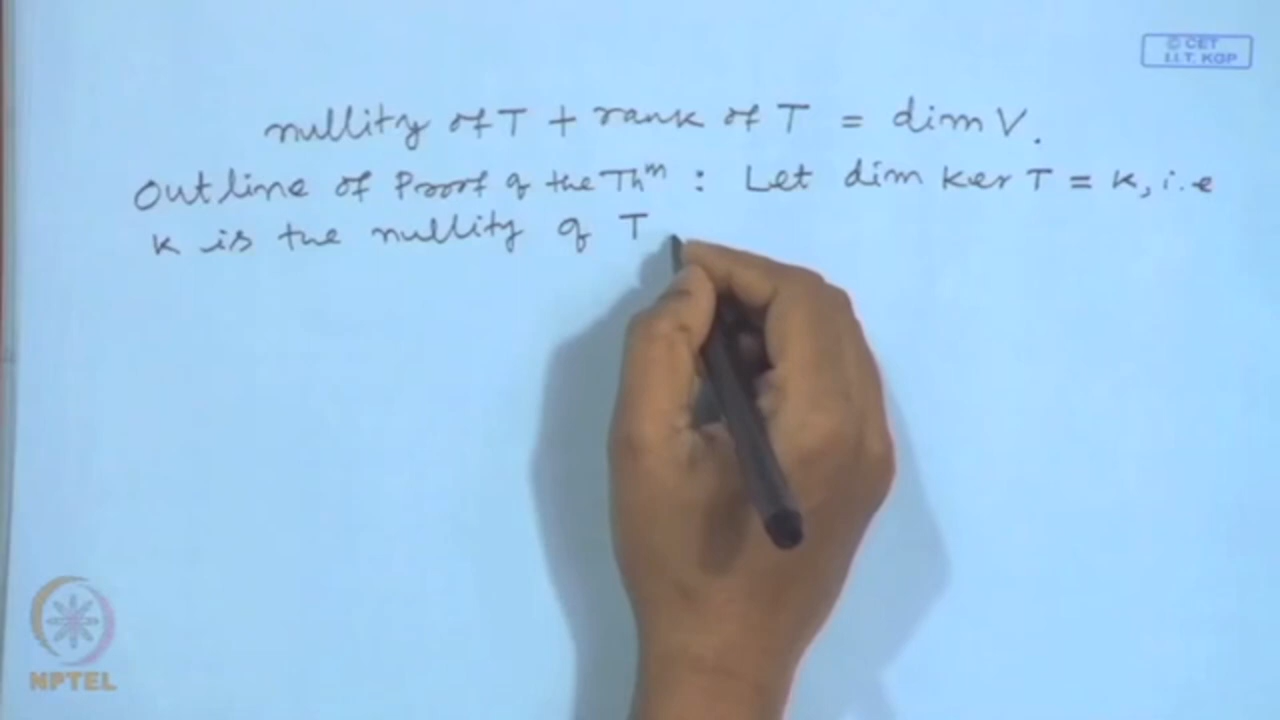 © CET
I.I.T. KGP
nullity of T + rank of T = dim V.
Outline of Proof of the Thm : Let dim ker T = k, i.e
k is the nullity of T
NPTEL